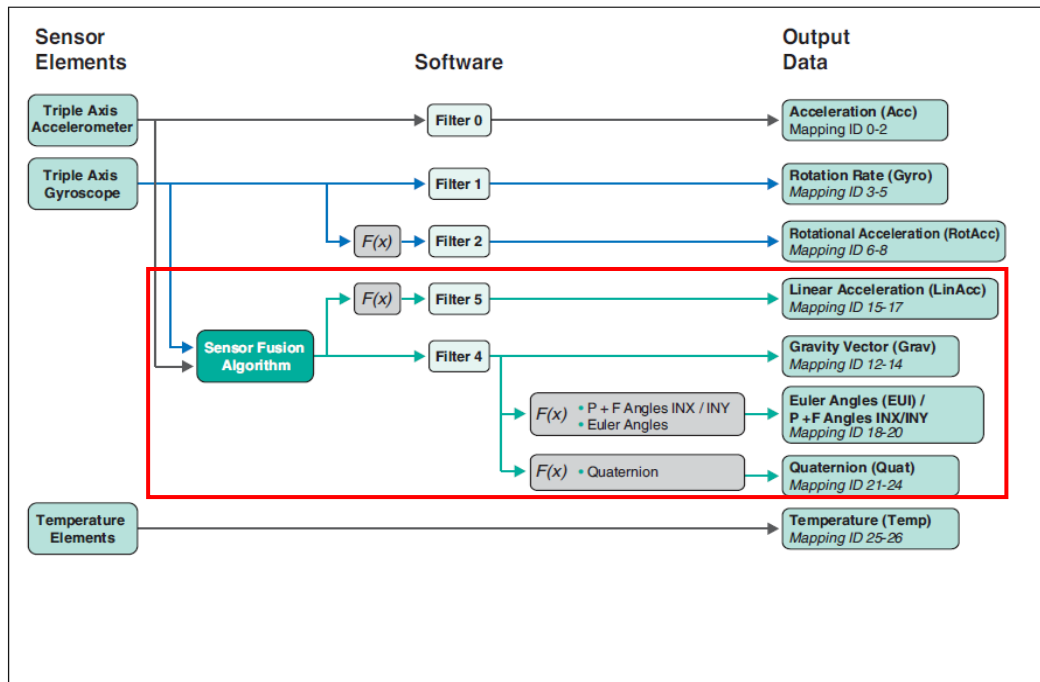 Sensor
Elements
Software
Output
Data
Triple Axis
Accelerometer
Filter 0
Acceleration (Acc)
Mapping ID 0-2
Triple Axis
Gyroscope
Filter 1
Rotation Rate (Gyro)
Mapping ID 3-5
F(x)
Filter 2
Rotational Acceleration (RotAcc)
Mapping ID 6-8
F(x)
Filter 5
Linear Acceleration (LinAcc)
Mapping ID 15-17
Sensor Fusion
Algorithm
Filter 4
Gravity Vector (Grav)
Mapping ID 12-14
F(x)
• P + F Angles INX / INY
• Euler Angles
Euler Angles (EUI) /
P +F Angles INX/INY
Mapping ID 18-20
F(x) • Quaternion
Quaternion (Quat)
Mapping ID 21-24
Temperature
Elements
Temperature (Temp)
Mapping ID 25-26